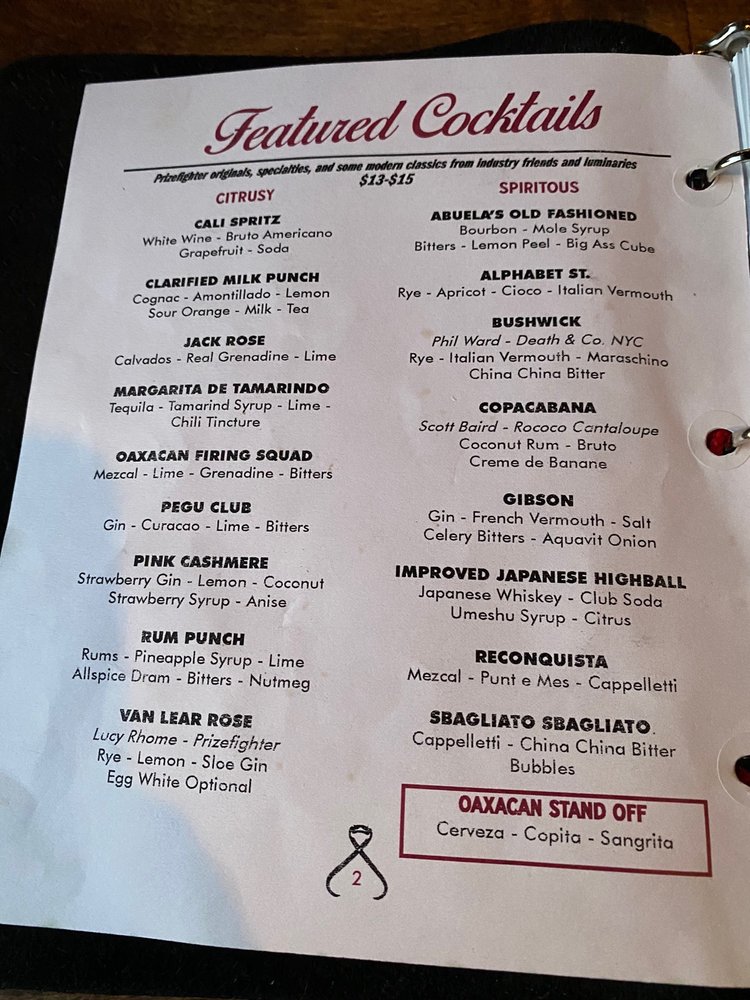 Featured Cocktails
Prizefighter originals, specialties, and some modern classics from industry friends and luminaries
$13-$15
CITRUSY
CALI SPRITZ
White Wine - Bruto Americano
Grapefruit - Soda
CLARIFIED MILK PUNCH
Cognac - Amontillado - Lemon
Sour Orange - Milk - Tea
JACK ROSE
Calvados - Real Grenadine - Lime
MARGARITA DE TAMARINDO
Tequila - Tamarind Syrup - Lime -
Chili Tincture
OAXACAN FIRING SQUAD
Mezcal - Lime - Grenadine - Bitters
PEGU CLUB
Gin - Curacao - Lime - Bitters
PINK CASHMERE
Strawberry Gin - Lemon - Coconut
Strawberry Syrup - Anise
RUM PUNCH
Rums - Pineapple Syrup - Lime
Allspice Dram - Bitters - Nutmeg
VAN LEAR ROSE
Lucy Rhome - Prizefighter
Rye - Lemon - Sloe Gin
Egg White Optional
SPIRITOUS
ABUELA'S OLD FASHIONED
Bourbon - Mole Syrup
Bitters - Lemon Peel - Big Ass Cube
ALPHABET ST.
Rye - Apricot - Cioco - Italian Vermouth
BUSHWICK
Phil Ward - Death & Co. NYC
Rye - Italian Vermouth - Maraschino
China China Bitter
COPACABANA
Scott Baird - Rococo Cantaloupe
Coconut Rum - Bruto
Creme de Banane
GIBSON
Gin - French Vermouth - Salt
Celery Bitters - Aquavit Onion
IMPROVED JAPANESE HIGHBALL
Japanese Whiskey - Club Soda
Umeshu Syrup - Citrus
RECONQUISTA
Mezcal - Punt e Mes - Cappelletti
SBAGLIATO SBAGLIATO
Cappelletti - China China Bitter
Bubbles
OAXACAN STAND OFF
Cerveza - Copita - Sangrita
2